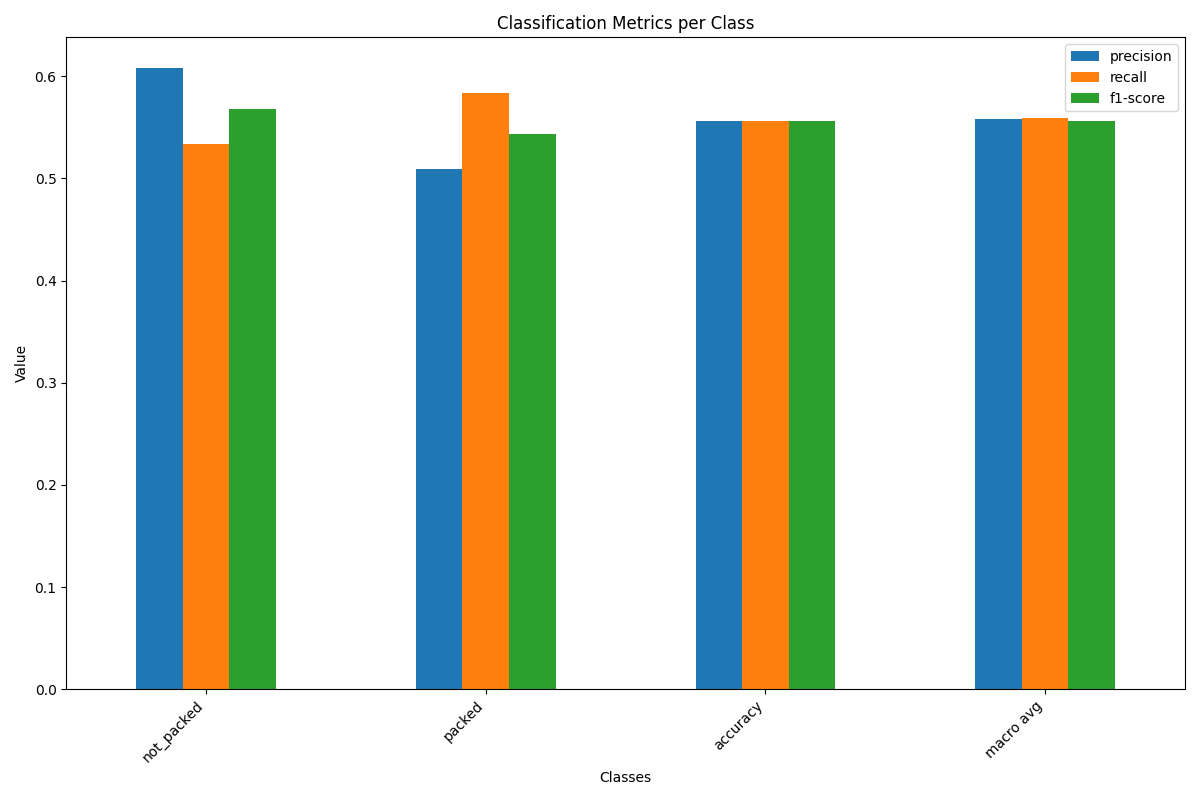 Classification Metrics per Class
precision
recall
f1-score
0.6
0.5
0.4
0.3
0.2
0.1
0.0
Value
not_packed
packed
accuracy
macro avg
Classes